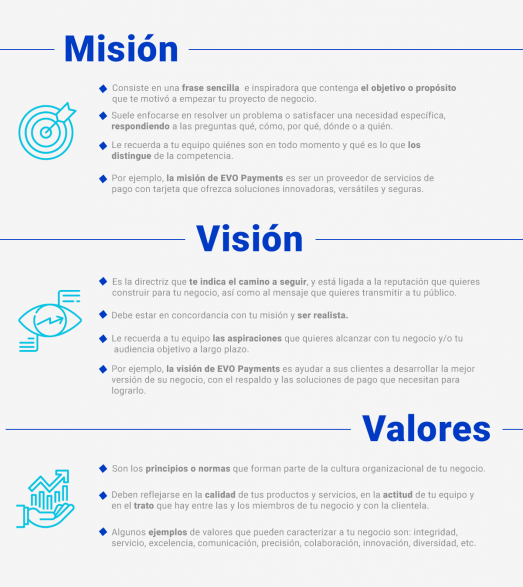 Misión
Consiste en una frase sencilla e inspiradora que contenga el objetivo o propósito
que te motivó a empezar tu proyecto de negocio.
Suele enfocarse en resolver un problema o satisfacer una necesidad específica,
respondiendo a las preguntas qué, cómo, por qué, dónde o a quién.
Le recuerda a tu equipo quiénes son en todo momento y qué es lo que los
distingue de la competencia.
Por ejemplo, la misión de EVO Payments es ser un proveedor de servicios de
pago con tarjeta que ofrezca soluciones innovadoras, versátiles y seguras.
Visión
Es la directriz que te indica el camino a seguir, y está ligada a la reputación que quieres
construir para tu negocio, así como al mensaje que quieres transmitir a tu público.
Debe estar en concordancia con tu misión y ser realista.
Le recuerda a tu equipo las aspiraciones que quieres alcanzar con tu negocio y/o tu
audiencia objetivo a largo plazo.
Por ejemplo, la visión de EVO Payments es ayudar a sus clientes a desarrollar la mejor
versión de su negocio, con el respaldo y las soluciones de pago que necesitan para
lograrlo.
Valores
Son los principios o normas que forman parte de la cultura organizacional de tu negocio.
Deben reflejarse en la calidad de tus productos y servicios, en la actitud de tu equipo y
en el trato que hay entre las y los miembros de tu negocio y con la clientela.
Algunos ejemplos de valores que pueden caracterizar a tu negocio son: integridad,
servicio, excelencia, comunicación, precisión, colaboración, innovación, diversidad, etc.